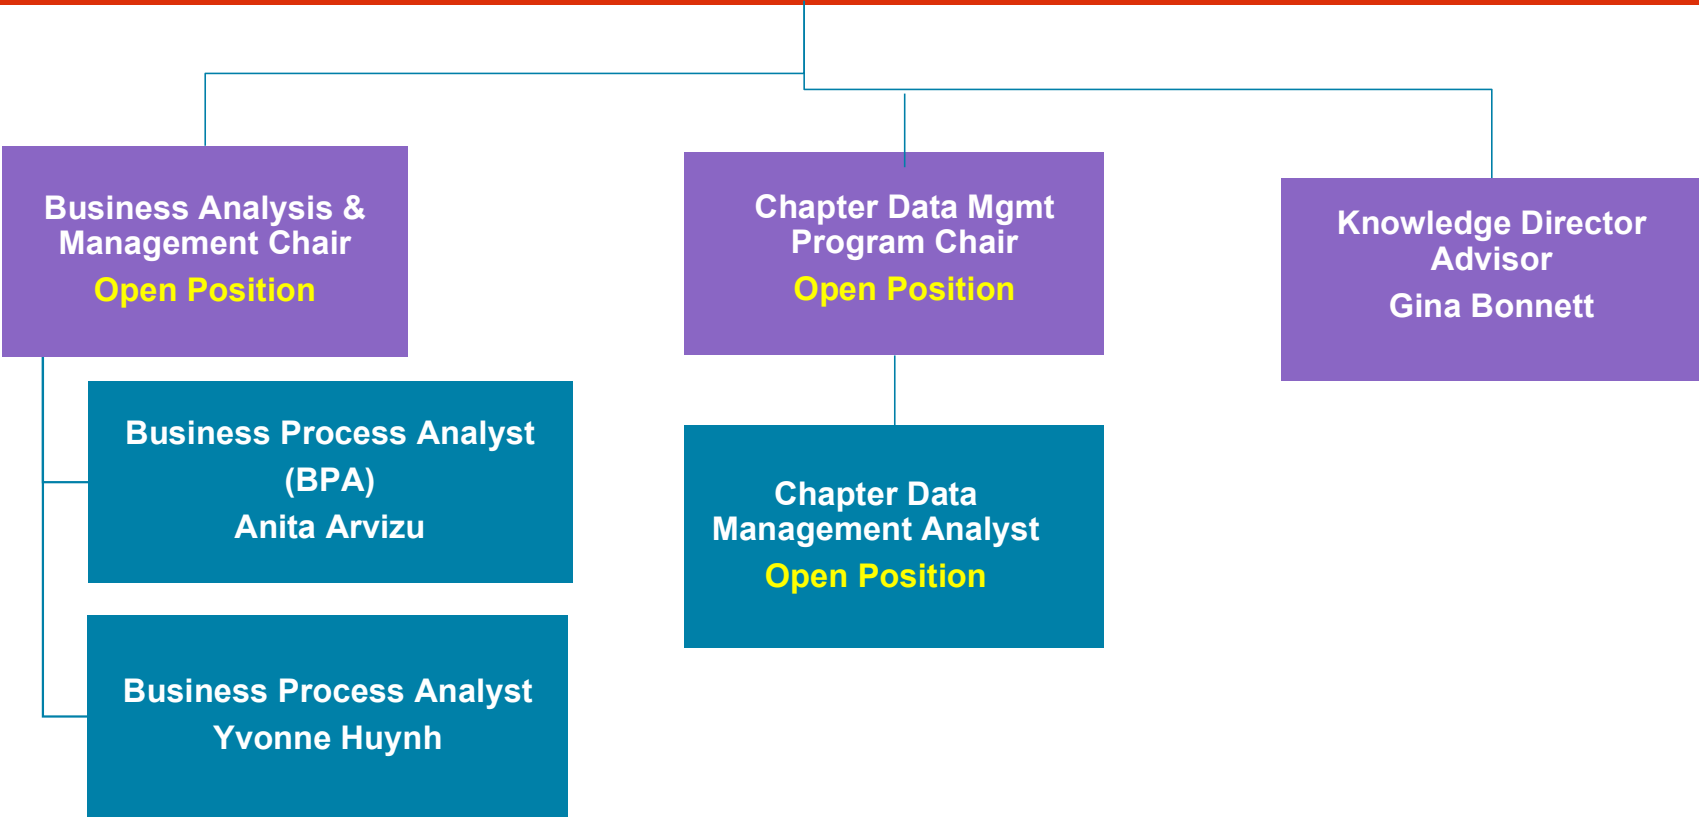 Business Analysis &
Management Chair
Open Position
Chapter Data Mgmt
Program Chair
Open Position
Knowledge Director
Advisor
Gina Bonnett
Business Process Analyst
(BPA)
Anita Arvizu
Chapter Data
Management Analyst
Open Position
Business Process Analyst
Yvonne Huynh